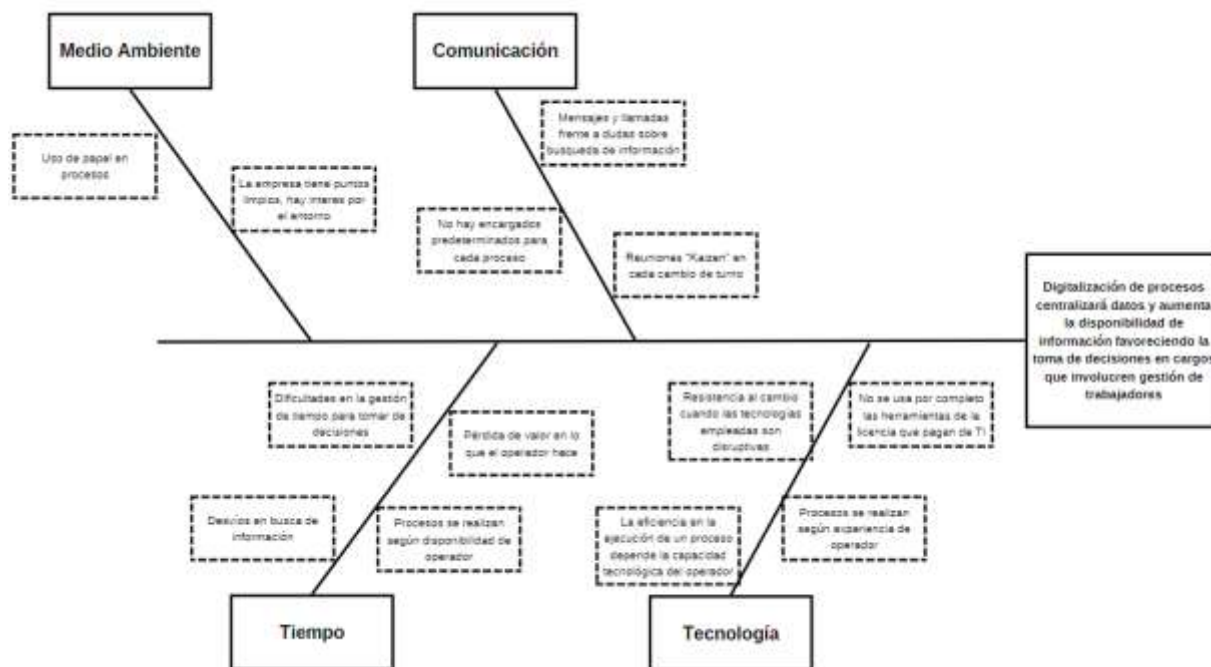 Medio Ambiente
Comunicación
Uso de papel en
procesos
La empresa tiene puntos
limpios, hay interes por
el entorno
Mensajes y llamadas
frente a dudas sobre
busqueda de información
No hay encargados
predeterminados para
cada proceso
Reuniones "Kaizen" en
cada cambio de turno
Digitalización de procesos
centralizará datos y aumenta
la disponibilidad de
información favoreciendo la
toma de decisiones en cargos
que involucren gestión de
trabajadores
Dificultades en la gestión
de tiempo para tomar de
decisiones
Pérdida de valor en lo
que el operador hace
Desvíos en busca de
información
Procesos se realizan
según disponibilidad de
operador
Resistencia al cambio
cuando las tecnologías
empleadas son
disruptivas
No se usa por completo
las herramientas de la
licencia que pagan de TI
La eficiencia en la
ejecución de un proceso
depende la capacidad
tecnológica del operador
Procesos se realizan
según experiencia de
operador
Tiempo
Tecnología